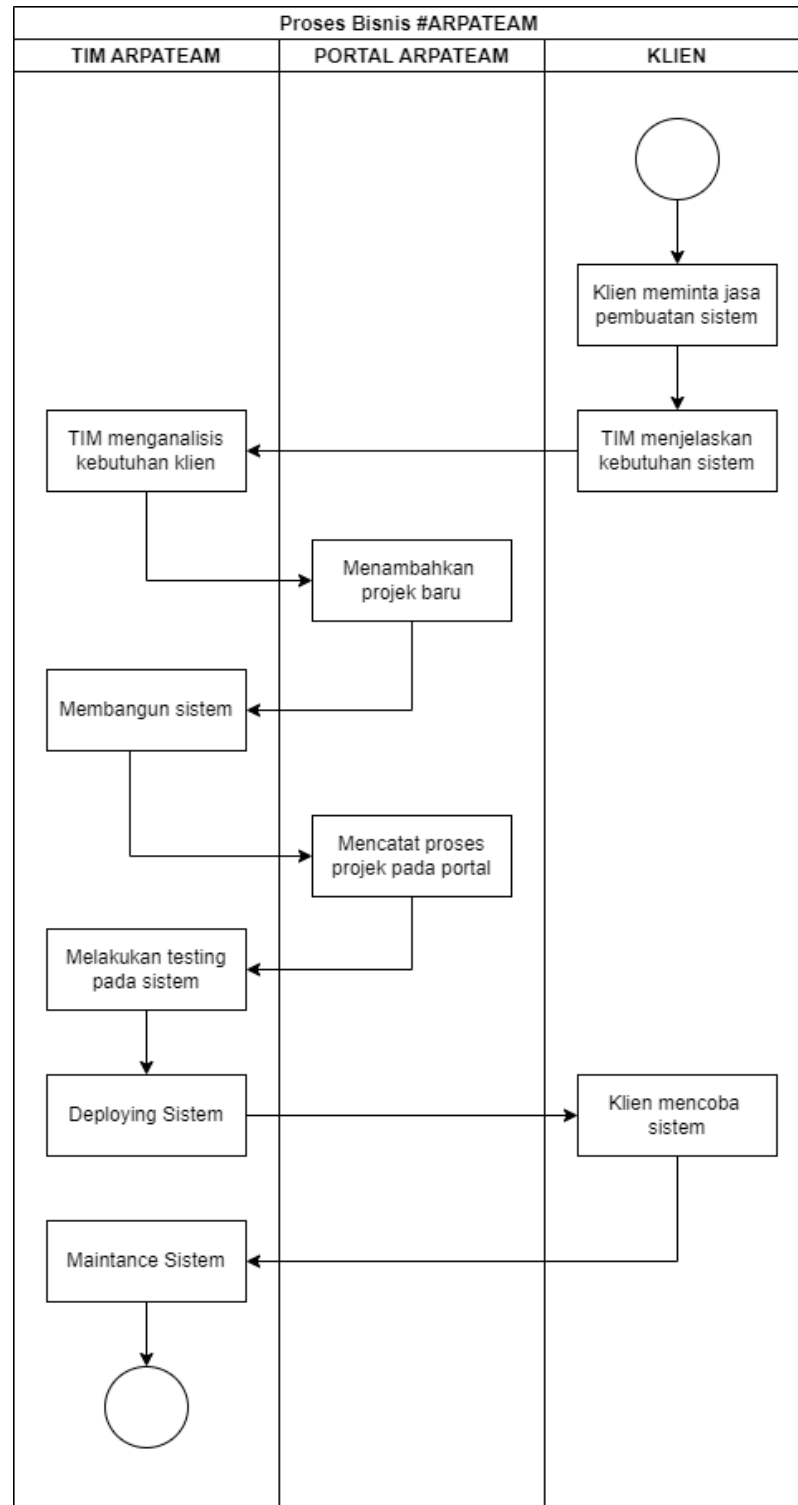 Proses Bisnis #ARPATEAM
TIM ARPATEAM
PORTAL ARPATEAM
KLIEN
Klien meminta jasa
pembuatan sistem
TIM menjelaskan
kebutuhan sistem
TIM menganalisis
kebutuhan klien
Menambahkan
projek baru
Membangun sistem
Mencatat proses
projek pada portal
Melakukan testing
pada sistem
Deploying Sistem
Klien mencoba
sistem
Maintance Sistem